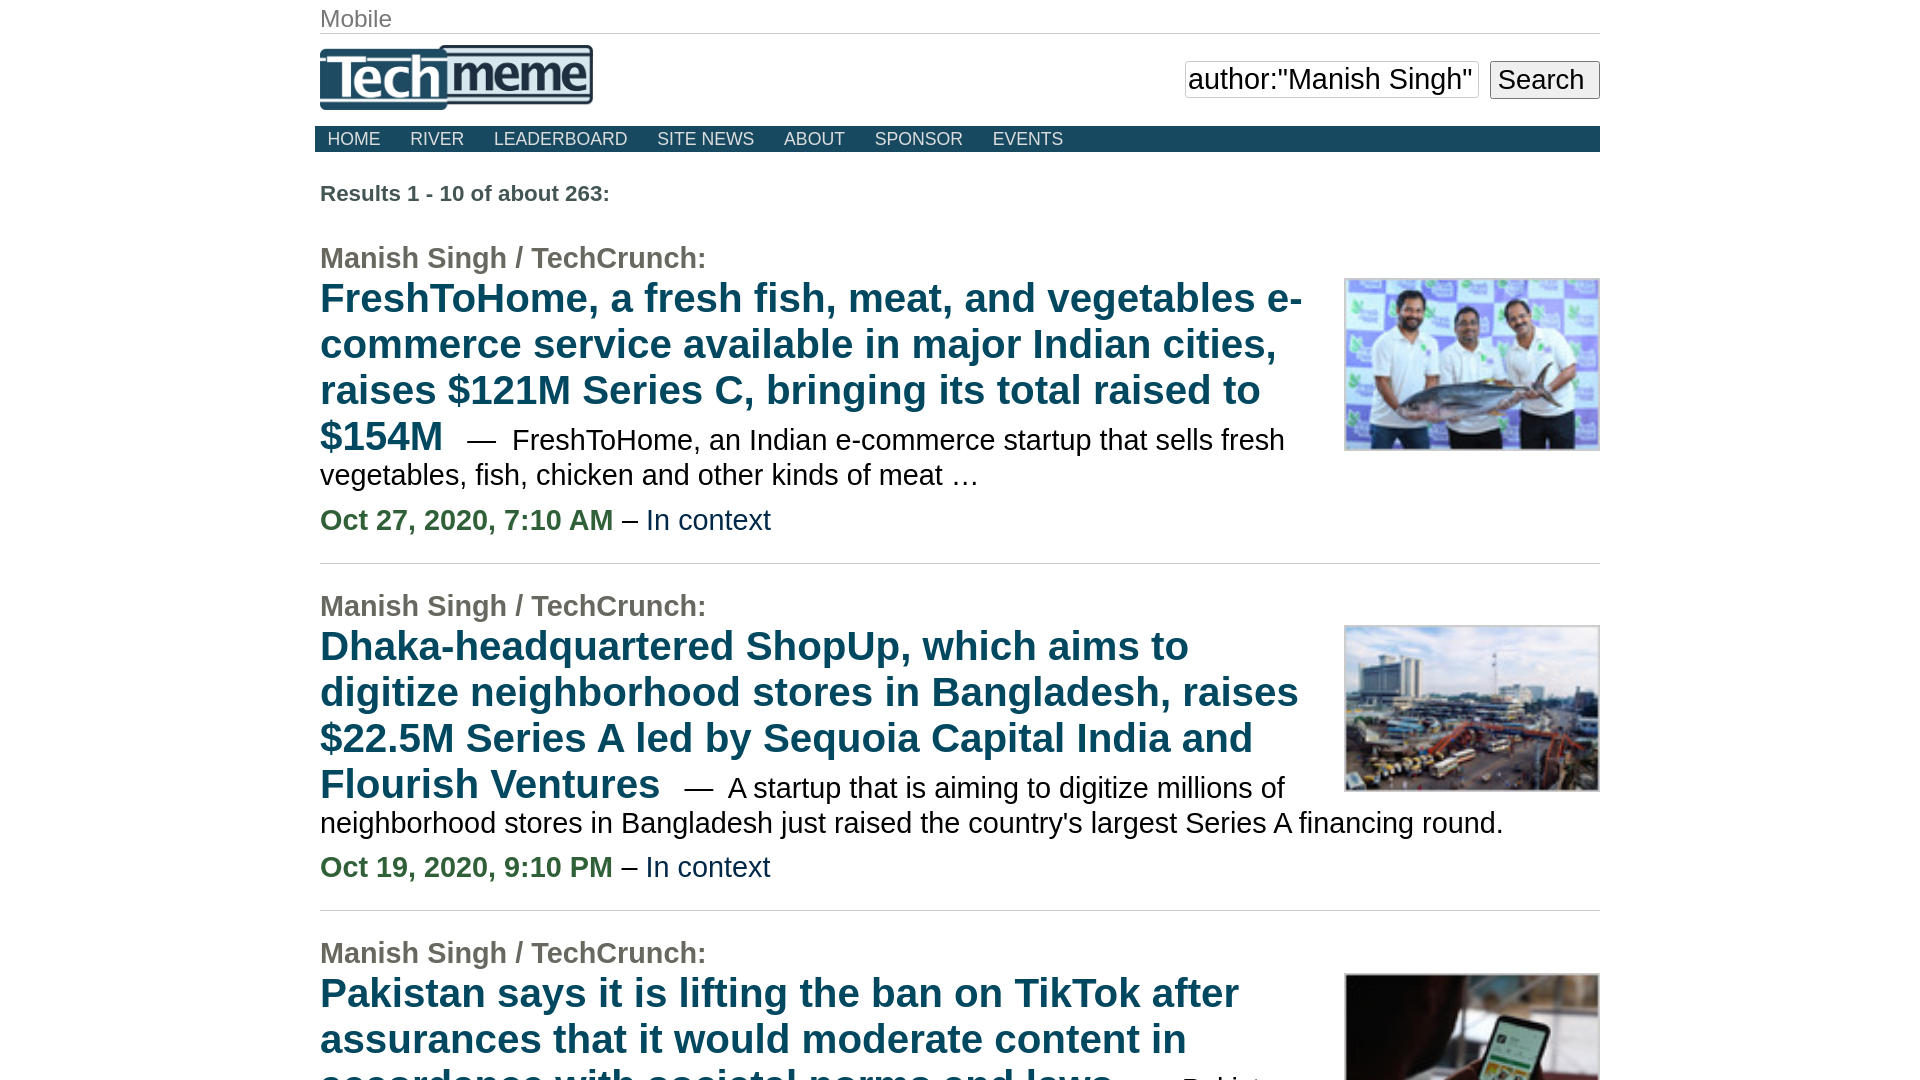 Mobile
Techmeme
author:"Manish Singh"
Search
HOME RIVER LEADERBOARD SITE NEWS ABOUT SPONSOR EVENTS
Results 1 - 10 of about 263:
Manish Singh / TechCrunch:
FreshToHome, a fresh fish, meat, and vegetables e-
commerce service available in major Indian cities,
raises $121M Series C, bringing its total raised to
$154M — FreshToHome, an Indian e-commerce startup that sells fresh
vegetables, fish, chicken and other kinds of meat …
Oct 27, 2020, 7:10 AM – In context
Manish Singh / TechCrunch:
Dhaka-headquartered ShopUp, which aims to
digitize neighborhood stores in Bangladesh, raises
$22.5M Series A led by Sequoia Capital India and
Flourish Ventures — A startup that is aiming to digitize millions of
neighborhood stores in Bangladesh just raised the country's largest Series A financing round.
Oct 19, 2020, 9:10 PM – In context
Manish Singh / TechCrunch:
Pakistan says it is lifting the ban on TikTok after
assurances that it would moderate content in
accordance with societal norms and laws